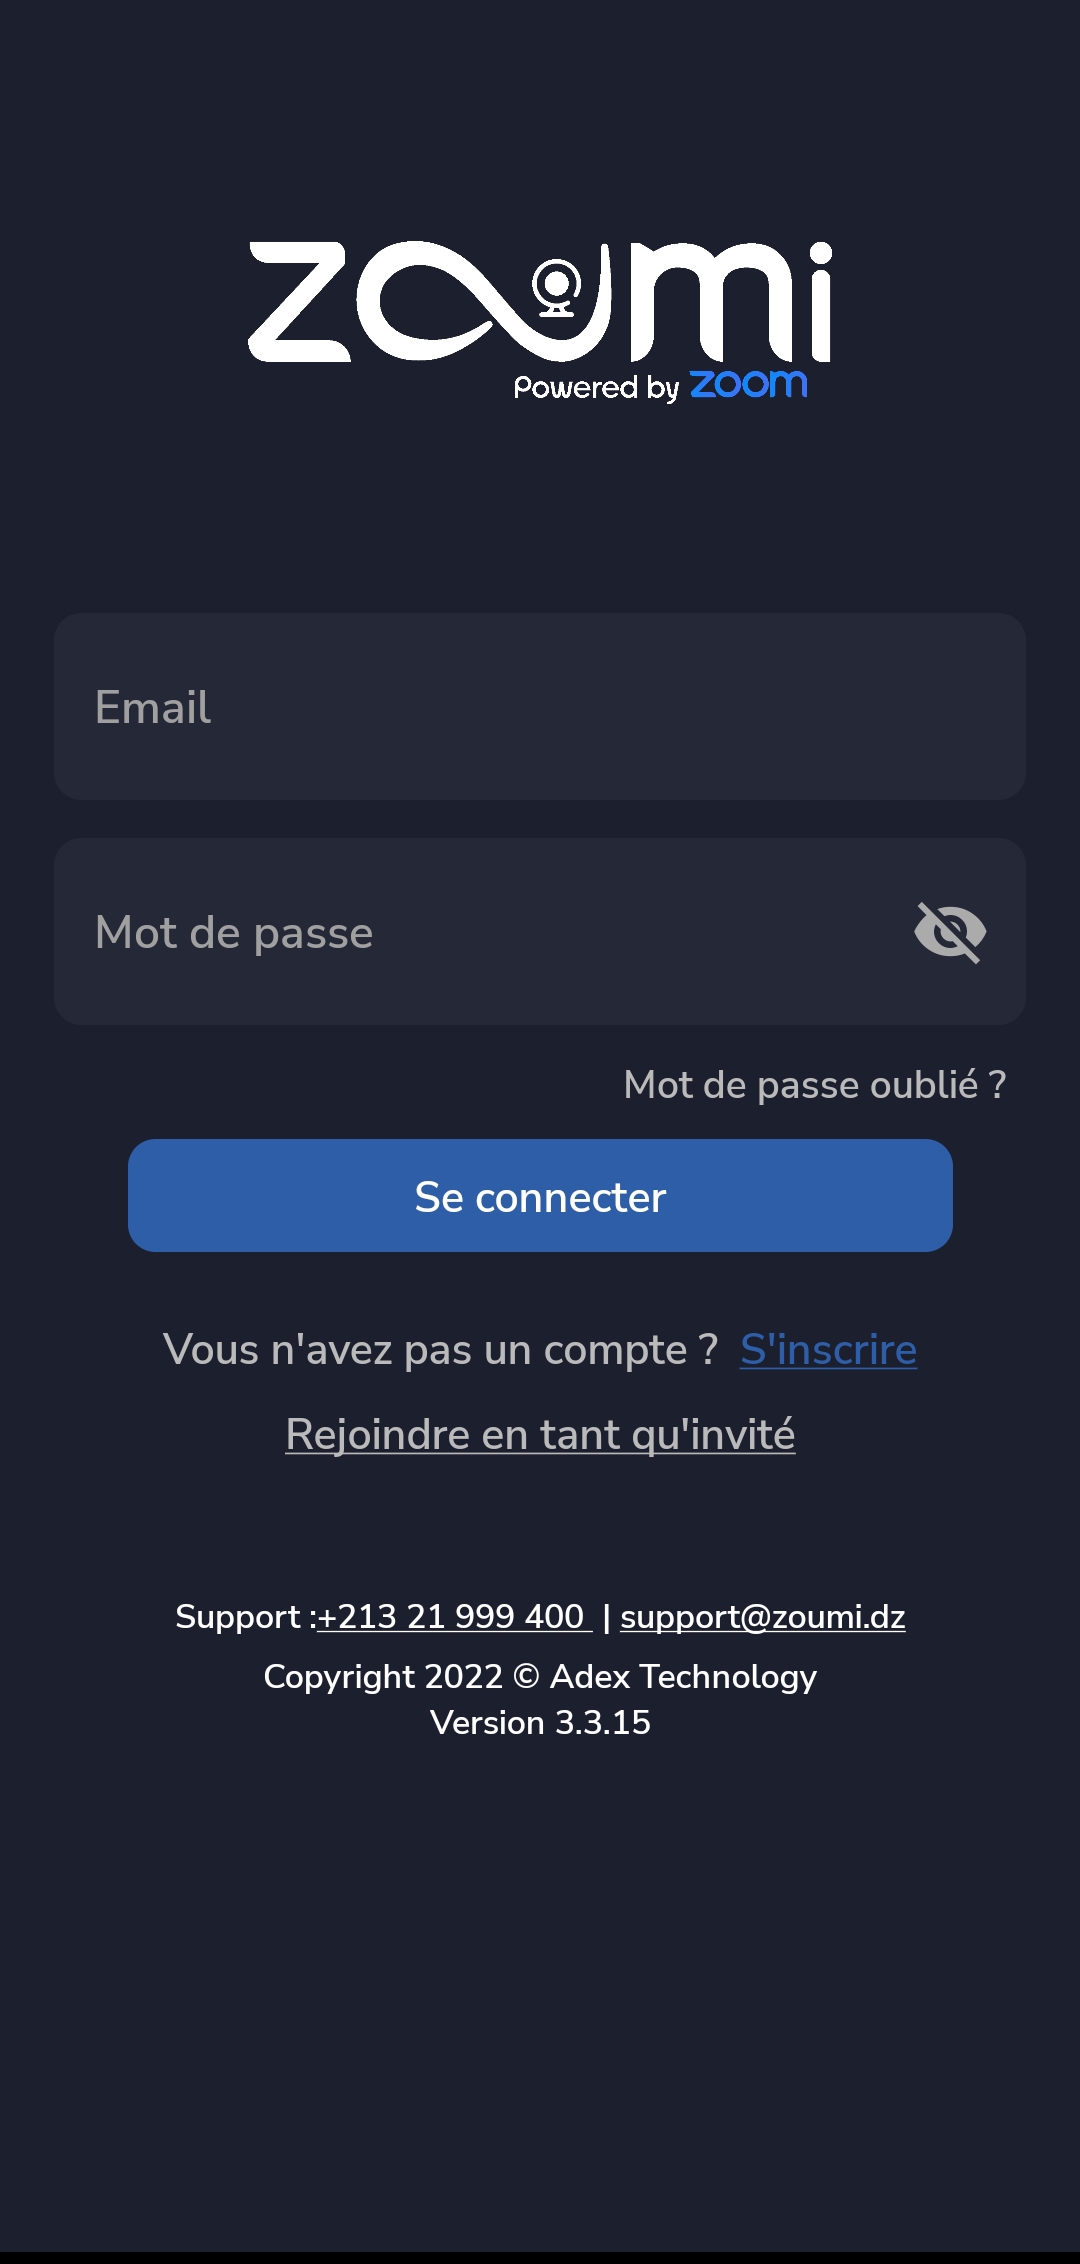 zoumi
Powered by zoom
Email
Mot de passe
Mot de passe oublié ?
Se connecter
Vous n'avez pas un compte ? S'inscrire
Rejoindre en tant qu'invité
Support :+213 21 999 400 | support@zoumi.dz
Copyright 2022 © Adex Technology
Version 3.3.15